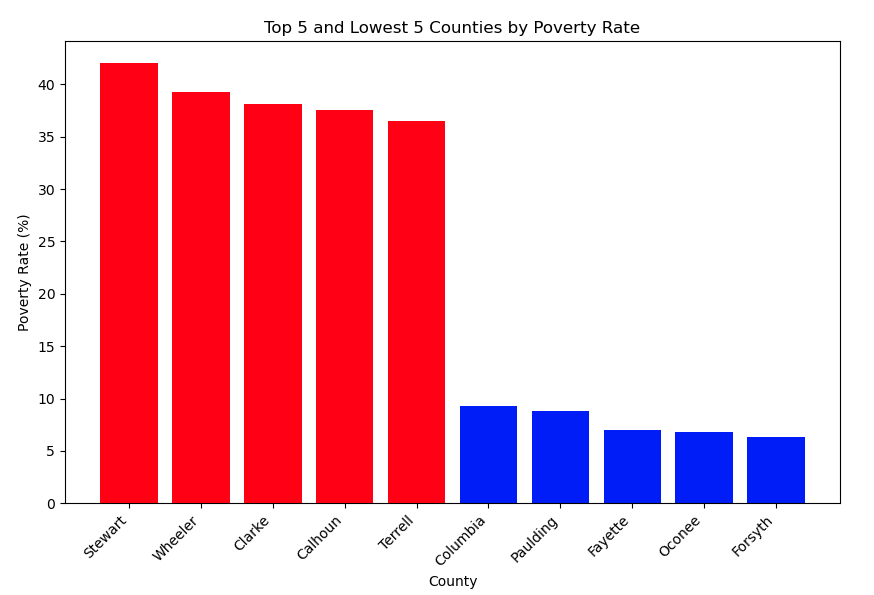 Top 5 and Lowest 5 Counties by Poverty Rate
Poverty Rate (%)
40
35
30
25
20
15
10
5
0
Stewart
Wheeler
Clarke
Calhoun
Terrell
Columbia
Paulding
Fayette
Oconee
Forsyth
County